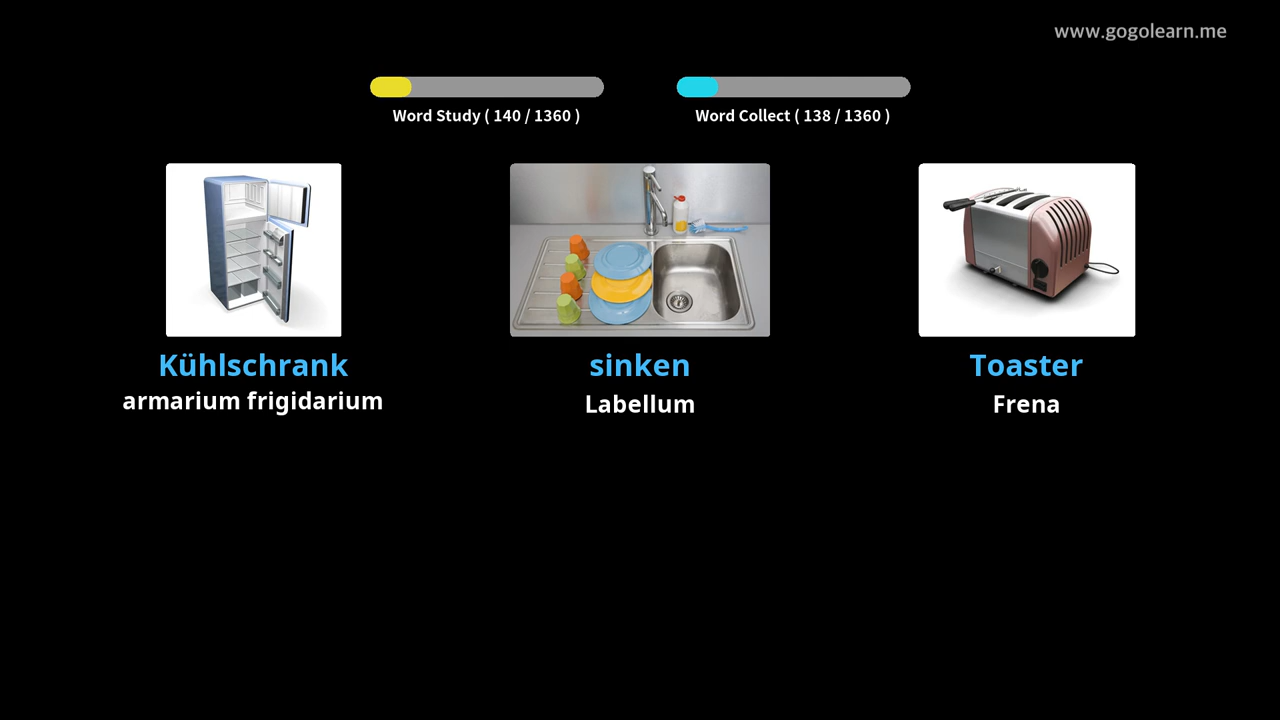 www.gogolearn.me
Word Study ( 140 / 1360 )
Word Collect ( 138 / 1360 )
Kühlschrank
armarium frigidarium
sinken
Labellum
Toaster
Frena